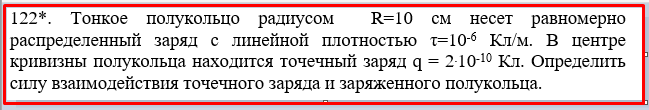 122*. Тонкое полукольцо радиусом R=10 см несет равномерно
распределенный заряд с линейной плотностью τ=10⁻⁶ Кл/м. В центре
кривизны полукольца находится точечный заряд q = 2·10⁻¹⁰ Кл. Определить
силу взаимодействия точечного заряда и заряженного полукольца.